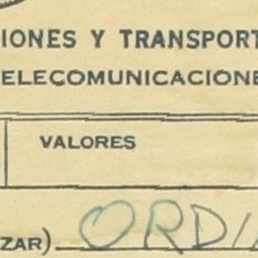 IONES Y TRANSPORT
ELECOMUNICACIONE
VALORES
ZAR) ORDI